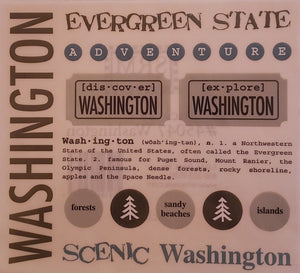 WASHINGTON
EVERGREEN STATE
ADVENTURE
[dis·cov·er]
WASHINGTON
[ex·plore]
WASHINGTON
Wash·ing·ton (wŏsh'ing-tən), n. 1. a Northwestern
State of the United States, often called the Evergreen
State. 2. famous for Puget Sound, Mount Ranier, the
Olympic Peninsula, dense forests, rocky shoreline,
apples and the Space Needle.
forests
sandy
beaches
islands
SCENIC Washington